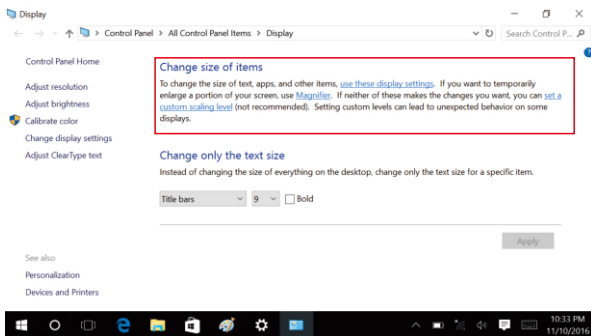 Display
Control Panel > All Control Panel Items > Display
Search Control P...
Control Panel Home
Adjust resolution
Adjust brightness
Calibrate color
Change display settings
Adjust ClearType text
Change size of items
To change the size of text, apps, and other items, use these display settings. If you want to temporarily
enlarge a portion of your screen, use Magnifier. If neither of these makes the changes you want, you can set a
custom scaling level (not recommended). Setting custom levels can lead to unexpected behavior on some
displays.
Change only the text size
Instead of changing the size of everything on the desktop, change only the text size for a specific item.
Title bars 9 Bold
Apply
See also
Personalization
Devices and Printers
10:33 PM
11/10/2016